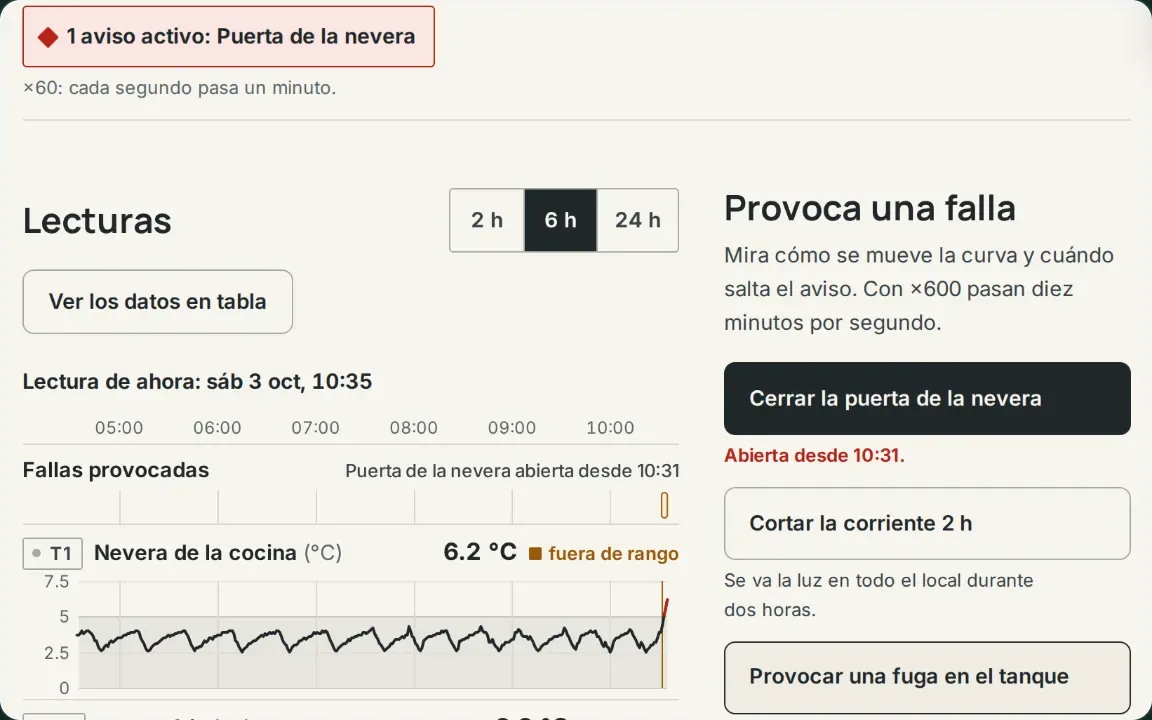 1 aviso activo: Puerta de la nevera
×60: cada segundo pasa un minuto.
Lecturas
2 h
6 h
24 h
Ver los datos en tabla
Lectura de ahora: sáb 3 oct, 10:35
05:00 06:00 07:00 08:00 09:00 10:00
Fallas provocadas
Puerta de la nevera abierta desde 10:31
T1 Nevera de la cocina (°C)
6.2 °C fuera de rango
7.5
5
2.5
0
Provoca una falla
Mira cómo se mueve la curva y cuándo
salta el aviso. Con ×600 pasan diez
minutos por segundo.
Cerrar la puerta de la nevera
Abierta desde 10:31.
Cortar la corriente 2 h
Se va la luz en todo el local durante
dos horas.
Provocar una fuga en el tanque